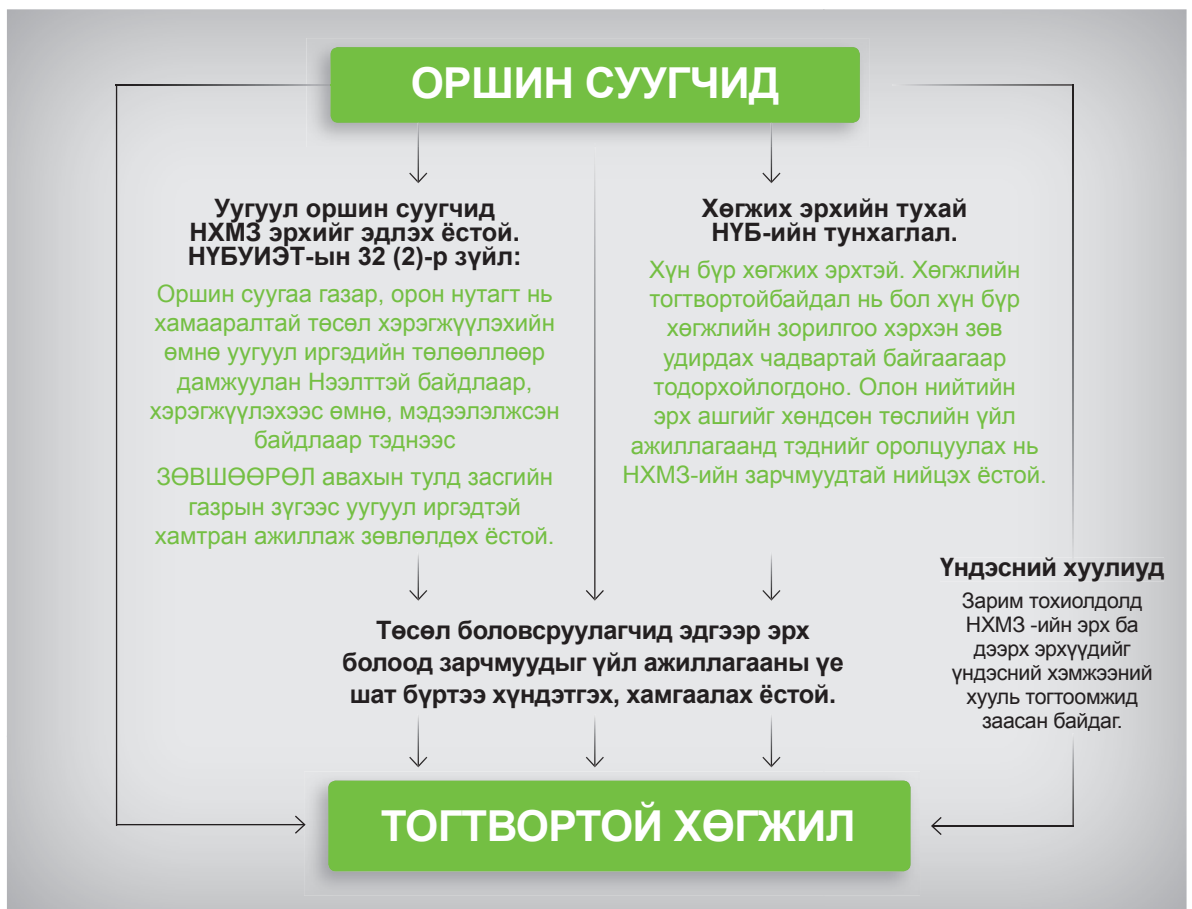 ОРШИН СУУГЧИД
Уугуул оршин суугчид
НХМЗ эрхийг эдлэх ёстой.
НҮБУИЭТ-ын 32 (2)-р зүйл:
Оршин суугаа газар, орон нутагт нь
хамааралтай төсөл хэрэгжүүлэхийн
өмнө уугуул иргэдийн төлөөллөөр
дамжуулан Нээлттэй байдлаар,
хэрэгжүүлэхээс өмнө, мэдээлэлжсэн
байдлаар тэднээс
ЗӨВШӨӨРӨЛ авахын тулд засгийн
газрын зүгээс уугуул иргэдтэй
хамтран ажиллаж зөвлөлдөх ёстой.
Хөгжих эрхийн тухай
НҮБ-ийн тунхаглал.
Хүн бүр хөгжих эрхтэй. Хөгжлийн
тогтвортойбайдал нь бол хүн бүр
хөгжлийн зорилгоо хэрхэн зөв
удирдах чадвартай байгаагаар
тодорхойлогдоно. Олон нийтийн
эрх ашгийг хөндсөн төслийн үйл
ажиллагаанд тэднийг оролцуулах нь
НХМЗ-ийн зарчмуудтай нийцэх ёстой.
Төсөл боловсруулагчид эдгээр эрх
болоод зарчмуудыг үйл ажиллагааны үе
шат бүртээ хүндэтгэх, хамгаалах ёстой.
Үндэсний хуулиуд
Зарим тохиолдолд
НХМЗ -ийн эрх ба
дээрх эрхүүдийг
үндэсний хэмжээний
хууль тогтоомжид
заасан байдаг.
ТОГТВОРТОЙ ХӨГЖИЛ